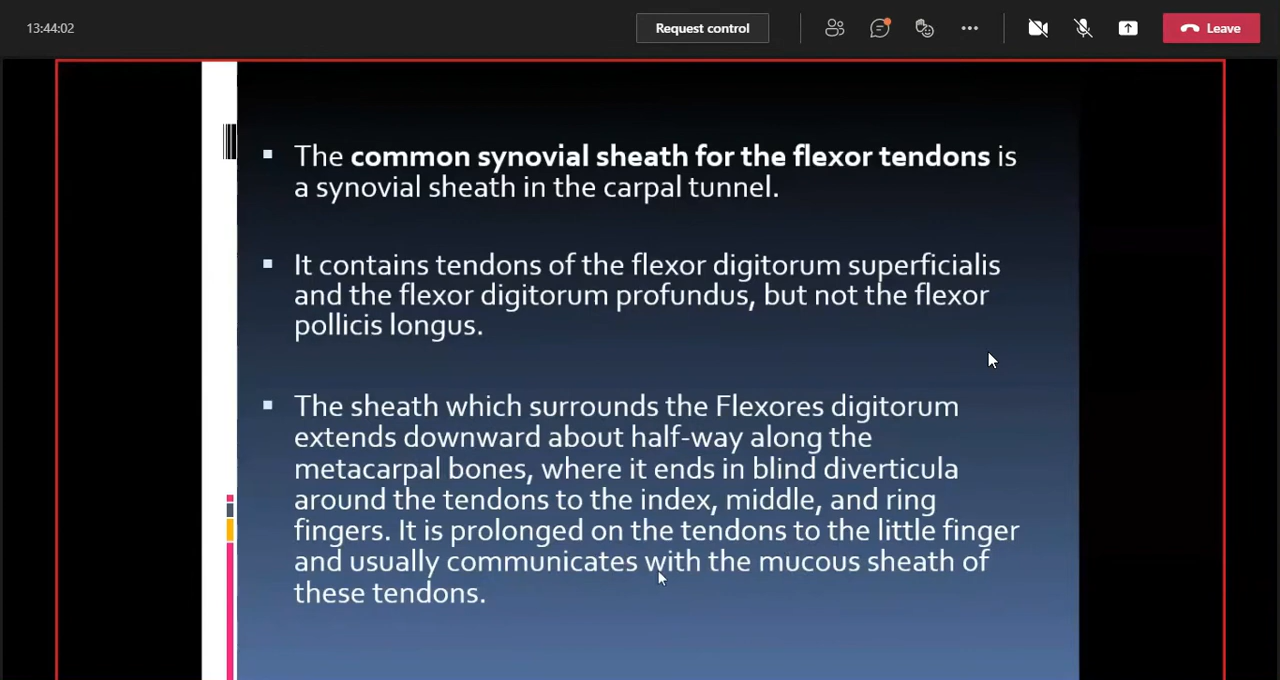 13:44:02
Request control
Leave
The common synovial sheath for the flexor tendons is
a synovial sheath in the carpal tunnel.
It contains tendons of the flexor digitorum superficialis
and the flexor digitorum profundus, but not the flexor
pollicis longus.
The sheath which surrounds the Flexores digitorum
extends downward about half-way along the
metacarpal bones, where it ends in blind diverticula
around the tendons to the index, middle, and ring
fingers. It is prolonged on the tendons to the little finger
and usually communicates with the mucous sheath of
these tendons.